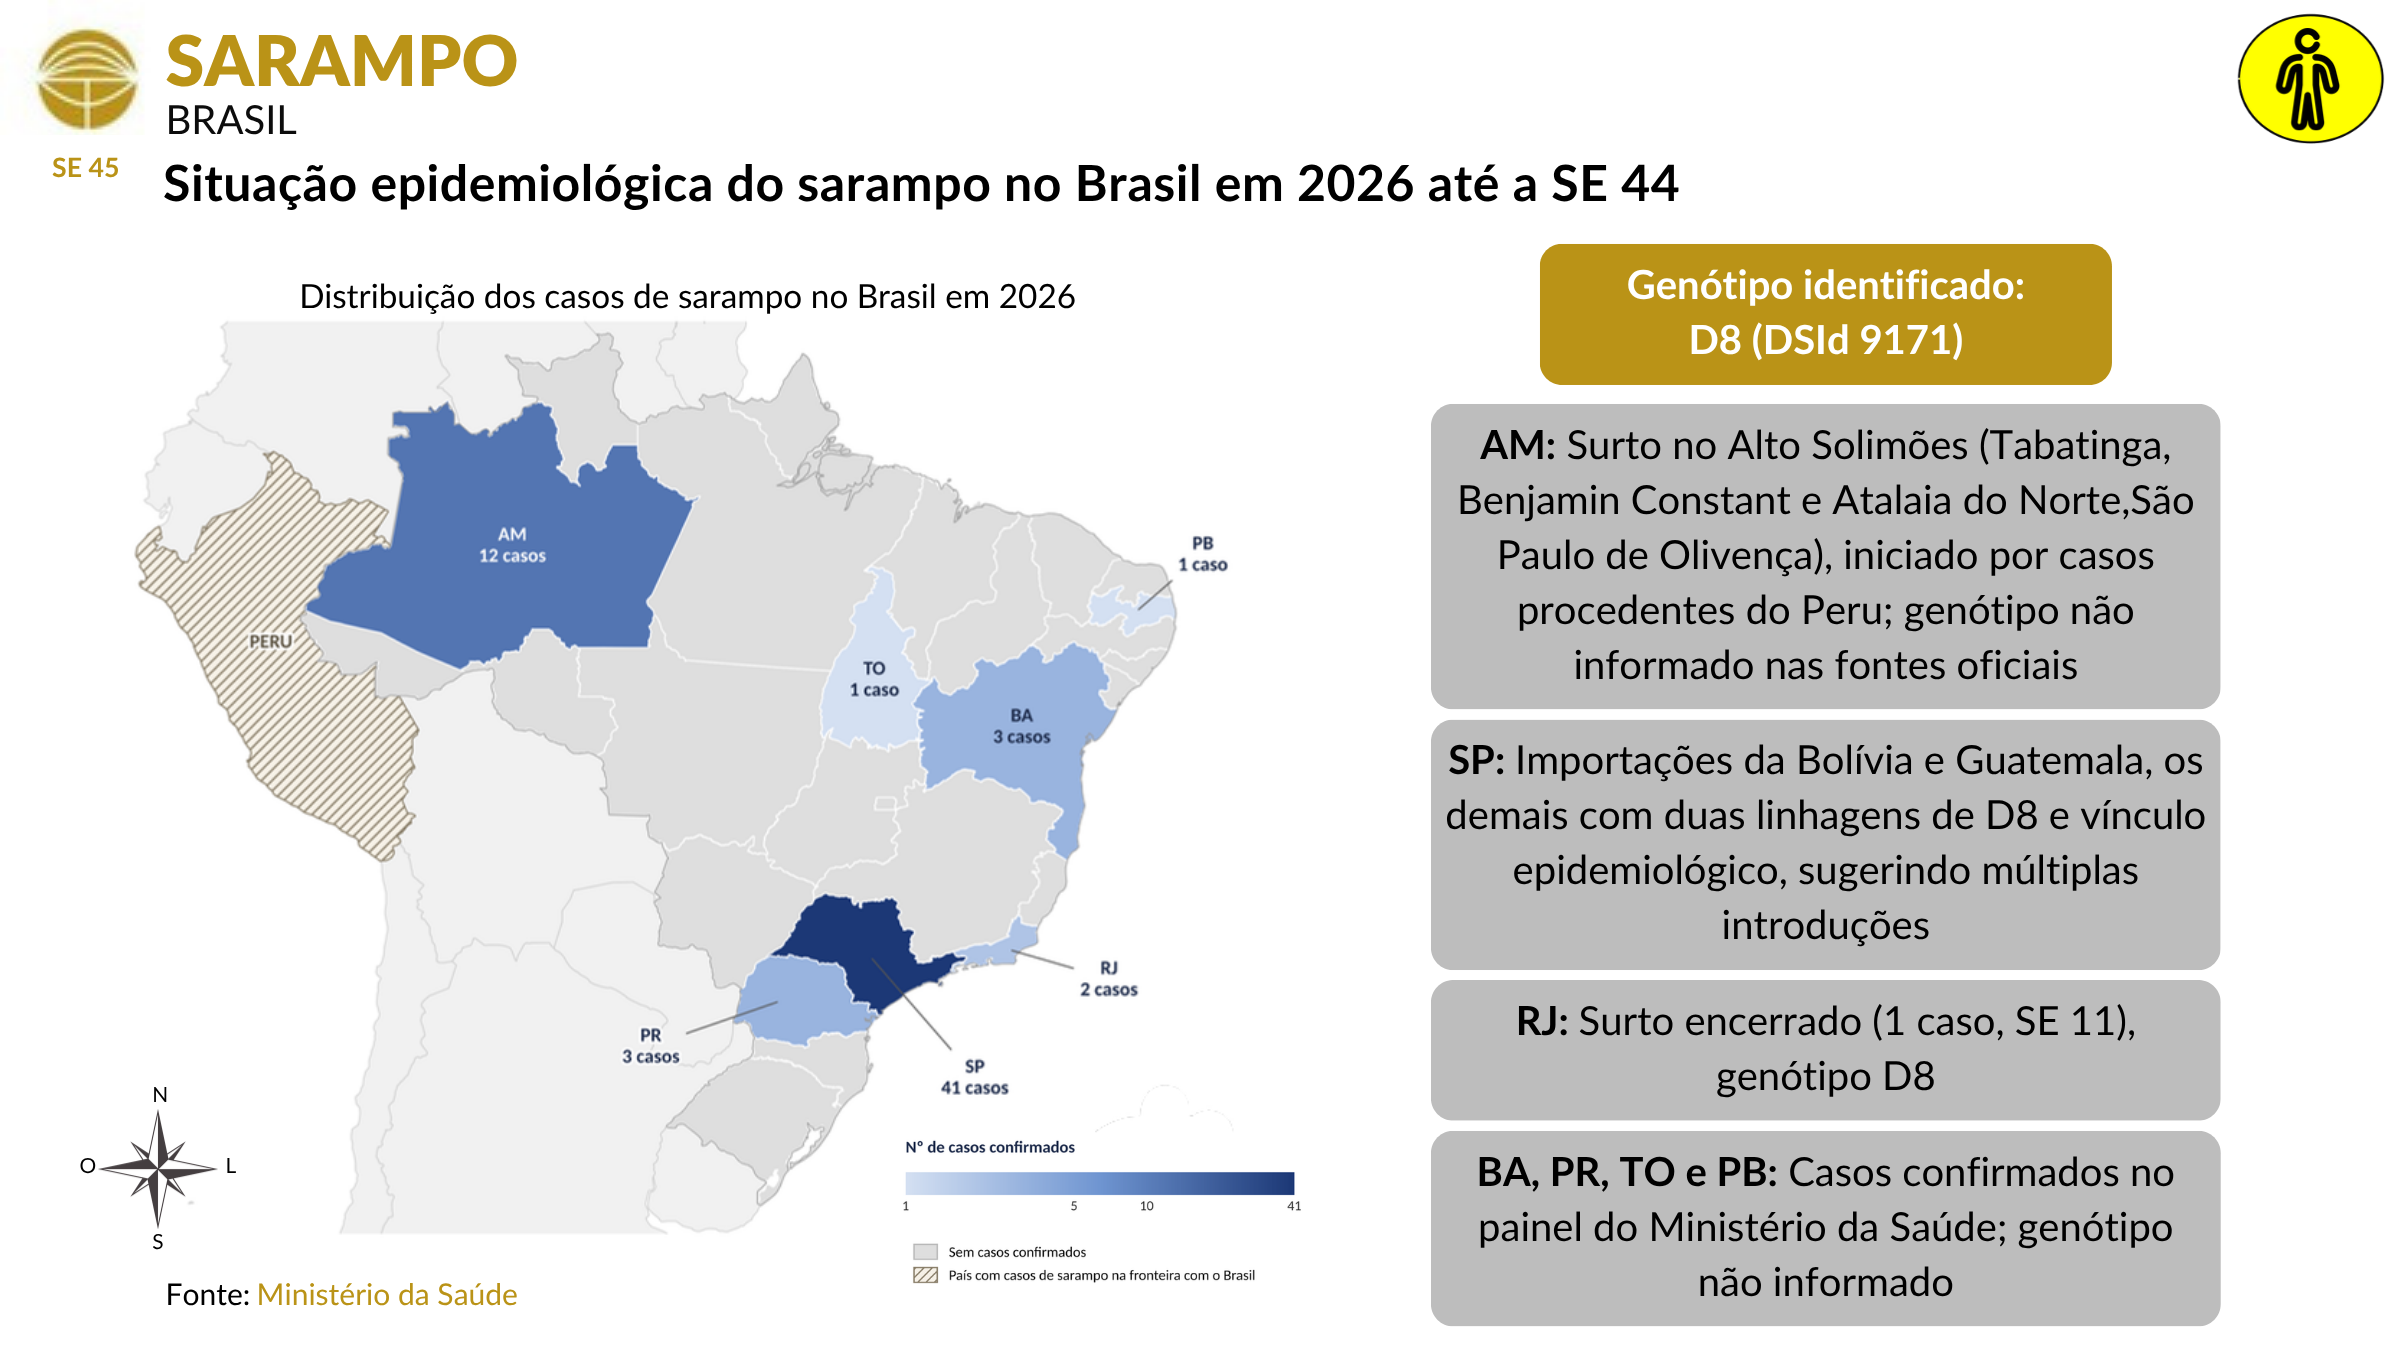 SARAMPO
BRASIL
SE 45
Situação epidemiológica do sarampo no Brasil em 2026 até a SE 44
Distribuição dos casos de sarampo no Brasil em 2026
AM
12 casos
PB
1 caso
PERU
TO
1 caso
BA
3 casos
RJ
2 casos
PR
3 casos
SP
41 casos
N
O
L
S
Nº de casos confirmados
1 5 10 41
Sem casos confirmados
País com casos de sarampo na fronteira com o Brasil
Fonte: Ministério da Saúde
Genótipo identificado:
D8 (DSId 9171)
AM: Surto no Alto Solimões (Tabatinga,
Benjamin Constant e Atalaia do Norte,São
Paulo de Olivença), iniciado por casos
procedentes do Peru; genótipo não
informado nas fontes oficiais
SP: Importações da Bolívia e Guatemala, os
demais com duas linhagens de D8 e vínculo
epidemiológico, sugerindo múltiplas
introduções
RJ: Surto encerrado (1 caso, SE 11),
genótipo D8
BA, PR, TO e PB: Casos confirmados no
painel do Ministério da Saúde; genótipo
não informado